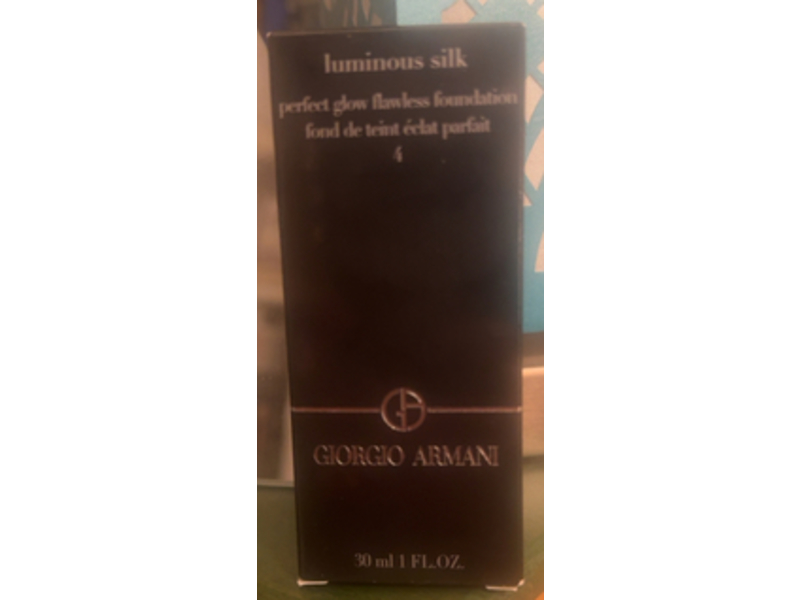 luminous silk
perfect glow flawless foundation
fond de teint éclat parfait
4
GIORGIO ARMANI
30 ml 1 FL.OZ.